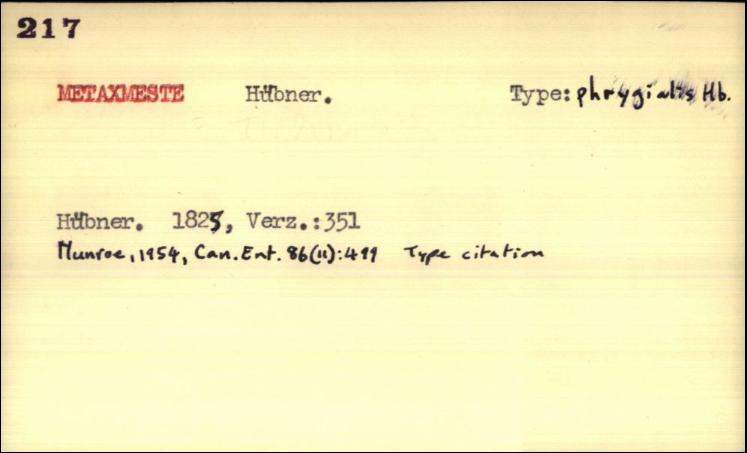 217
METAXMESTE Hübner. Type: phrygialis Hb.
Hübner. 1825, Verz.:351
Munroe, 1954, Can. Ent. 86(11):499 Type citation